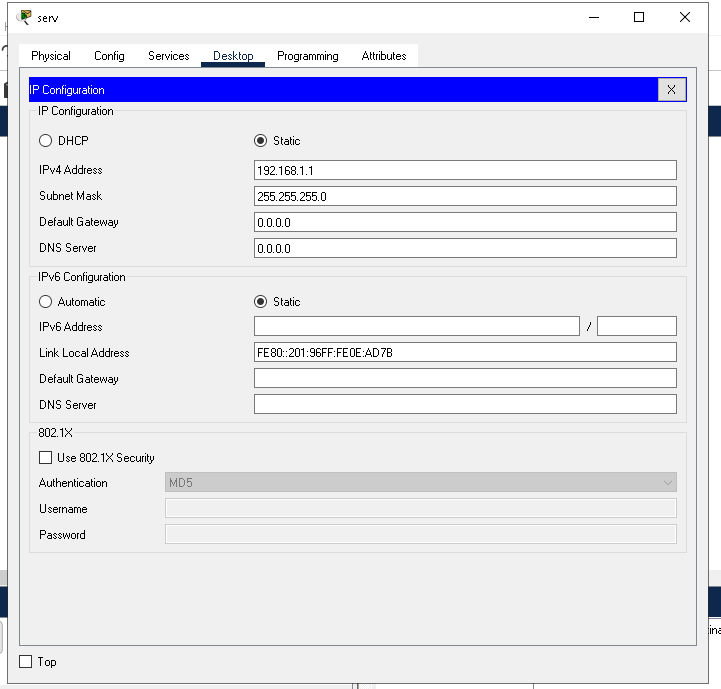 serv
Physical Config Services Desktop Programming Attributes
IP Configuration X
IP Configuration
DHCP Static
IPv4 Address 192.168.1.1
Subnet Mask 255.255.255.0
Default Gateway 0.0.0.0
DNS Server 0.0.0.0
IPv6 Configuration
Automatic Static
IPv6 Address /
Link Local Address FE80::201:96FF:FE0E:AD7B
Default Gateway
DNS Server
802.1X
Use 802.1X Security
Authentication MD5
Username
Password
Top